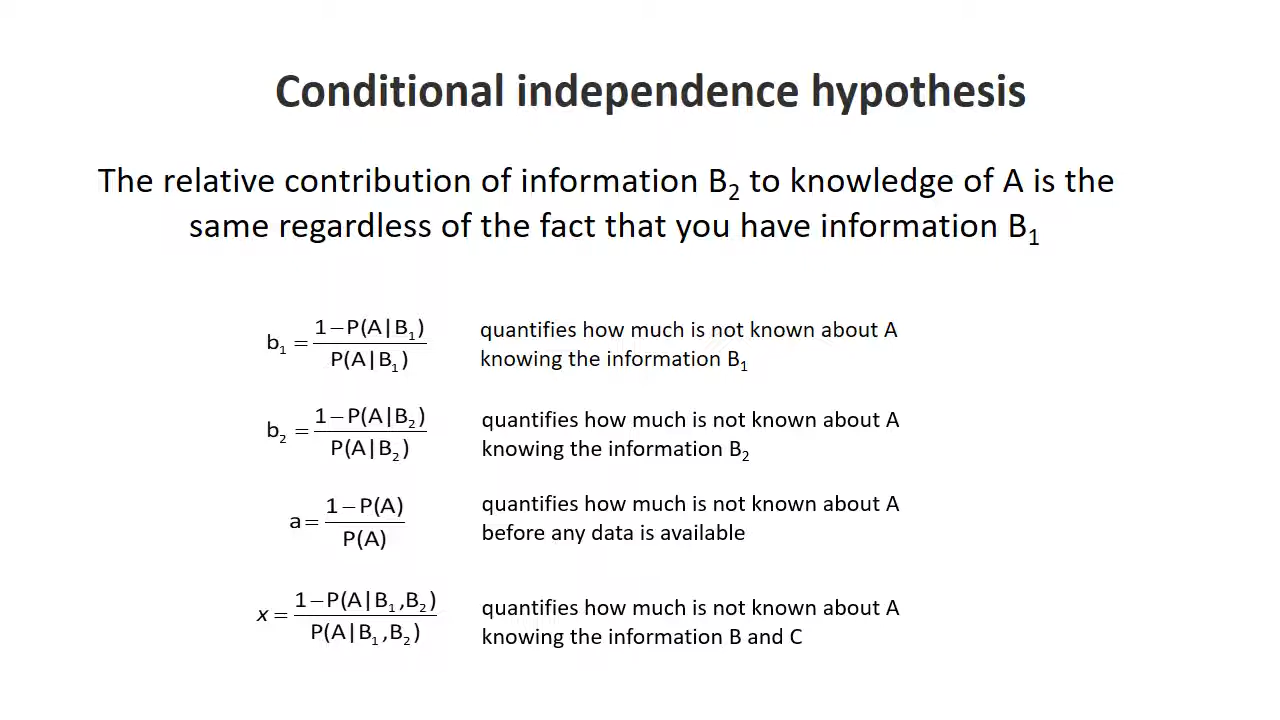 Conditional independence hypothesis
The relative contribution of information B₂ to knowledge of A is the
same regardless of the fact that you have information B₁
b₁ = (1 − P(A|B₁)) / P(A|B₁)
quantifies how much is not known about A
knowing the information B₁
b₂ = (1 − P(A|B₂)) / P(A|B₂)
quantifies how much is not known about A
knowing the information B₂
a = (1 − P(A)) / P(A)
quantifies how much is not known about A
before any data is available
x = (1 − P(A|B₁,B₂)) / P(A|B₁,B₂)
quantifies how much is not known about A
knowing the information B and C